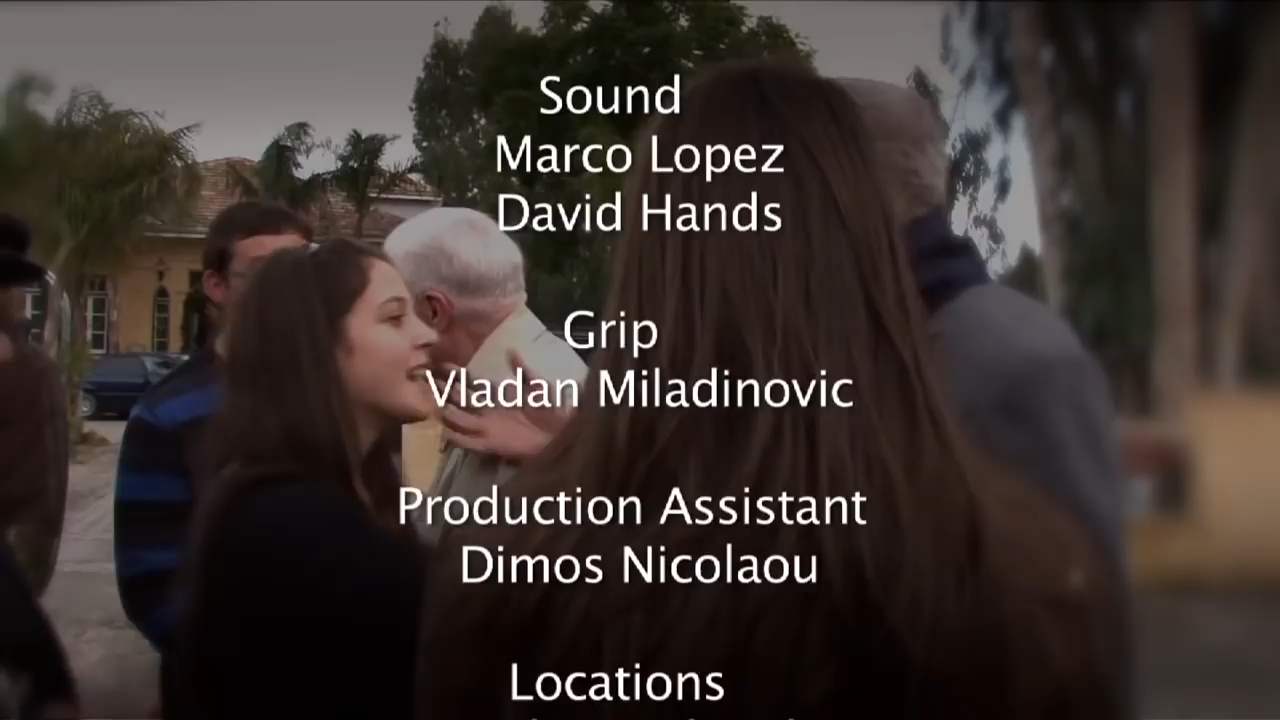 Sound
Marco Lopez
David Hands
Grip
Vladan Miladinovic
Production Assistant
Dimos Nicolaou
Locations